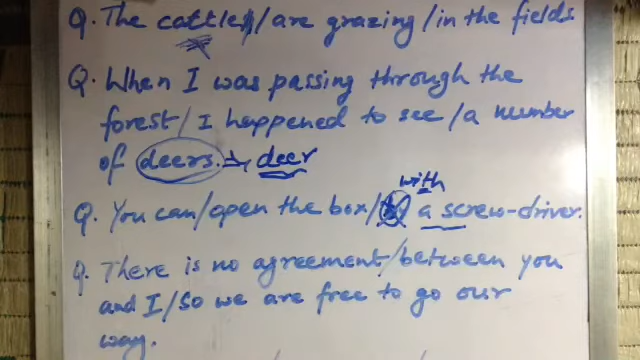 Q. The cattle/are grazing/in the fields.
Q. When I was passing through the
forest/I happened to see/a number
of deers. → deer
with
Q. You can/open the box/ a screw-driver.
Q. There is no agreement/between you
and I/So we are free to go our
way.